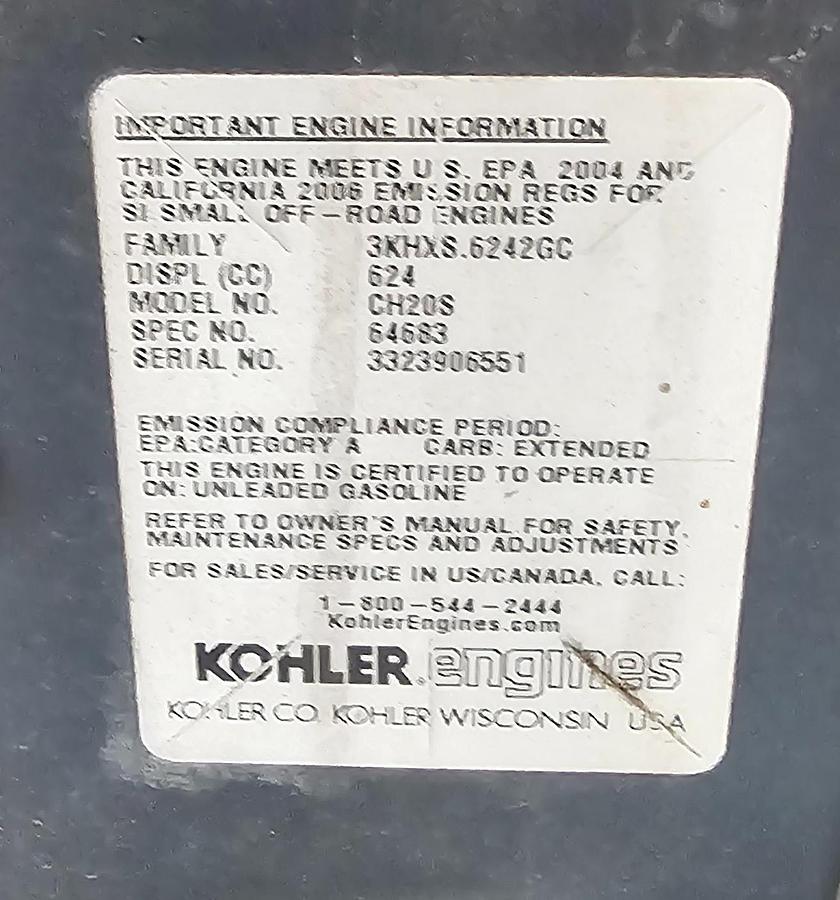 IMPORTANT ENGINE INFORMATION
THIS ENGINE MEETS U.S. EPA 2004 AND
CALIFORNIA 2006 EMISSION REGS FOR
SI SMALL OFF-ROAD ENGINES
FAMILY 3KHXS.6242GC
DISPL (CC) 624
MODEL NO. CH20S
SPEC NO. 64683
SERIAL NO. 3323906551
EMISSION COMPLIANCE PERIOD:
EPA:CATEGORY A CARB: EXTENDED
THIS ENGINE IS CERTIFIED TO OPERATE
ON: UNLEADED GASOLINE
REFER TO OWNER'S MANUAL FOR SAFETY,
MAINTENANCE SPECS AND ADJUSTMENTS
FOR SALES/SERVICE IN US/CANADA, CALL:
1-800-544-2444
KohlerEngines.com
KOHLER engines
KOHLER CO. KOHLER WISCONSIN USA